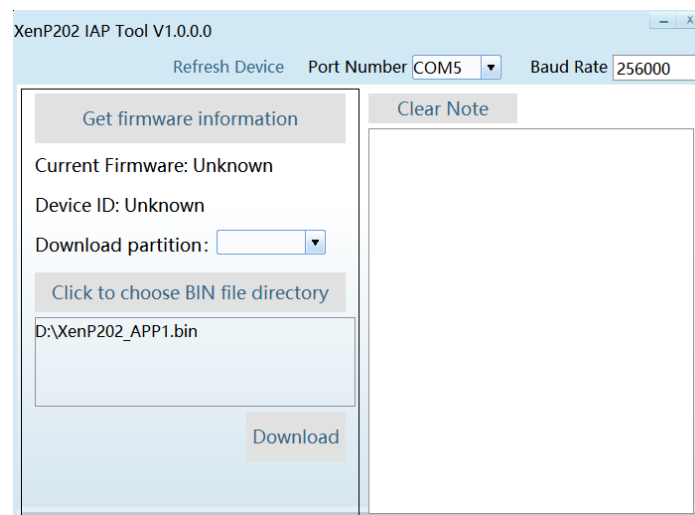 XenP202 IAP Tool V1.0.0.0
Refresh Device Port Number COM5 Baud Rate 256000
Get firmware information
Clear Note
Current Firmware: Unknown
Device ID: Unknown
Download partition:
Click to choose BIN file directory
D:\XenP202_APP1.bin
Download